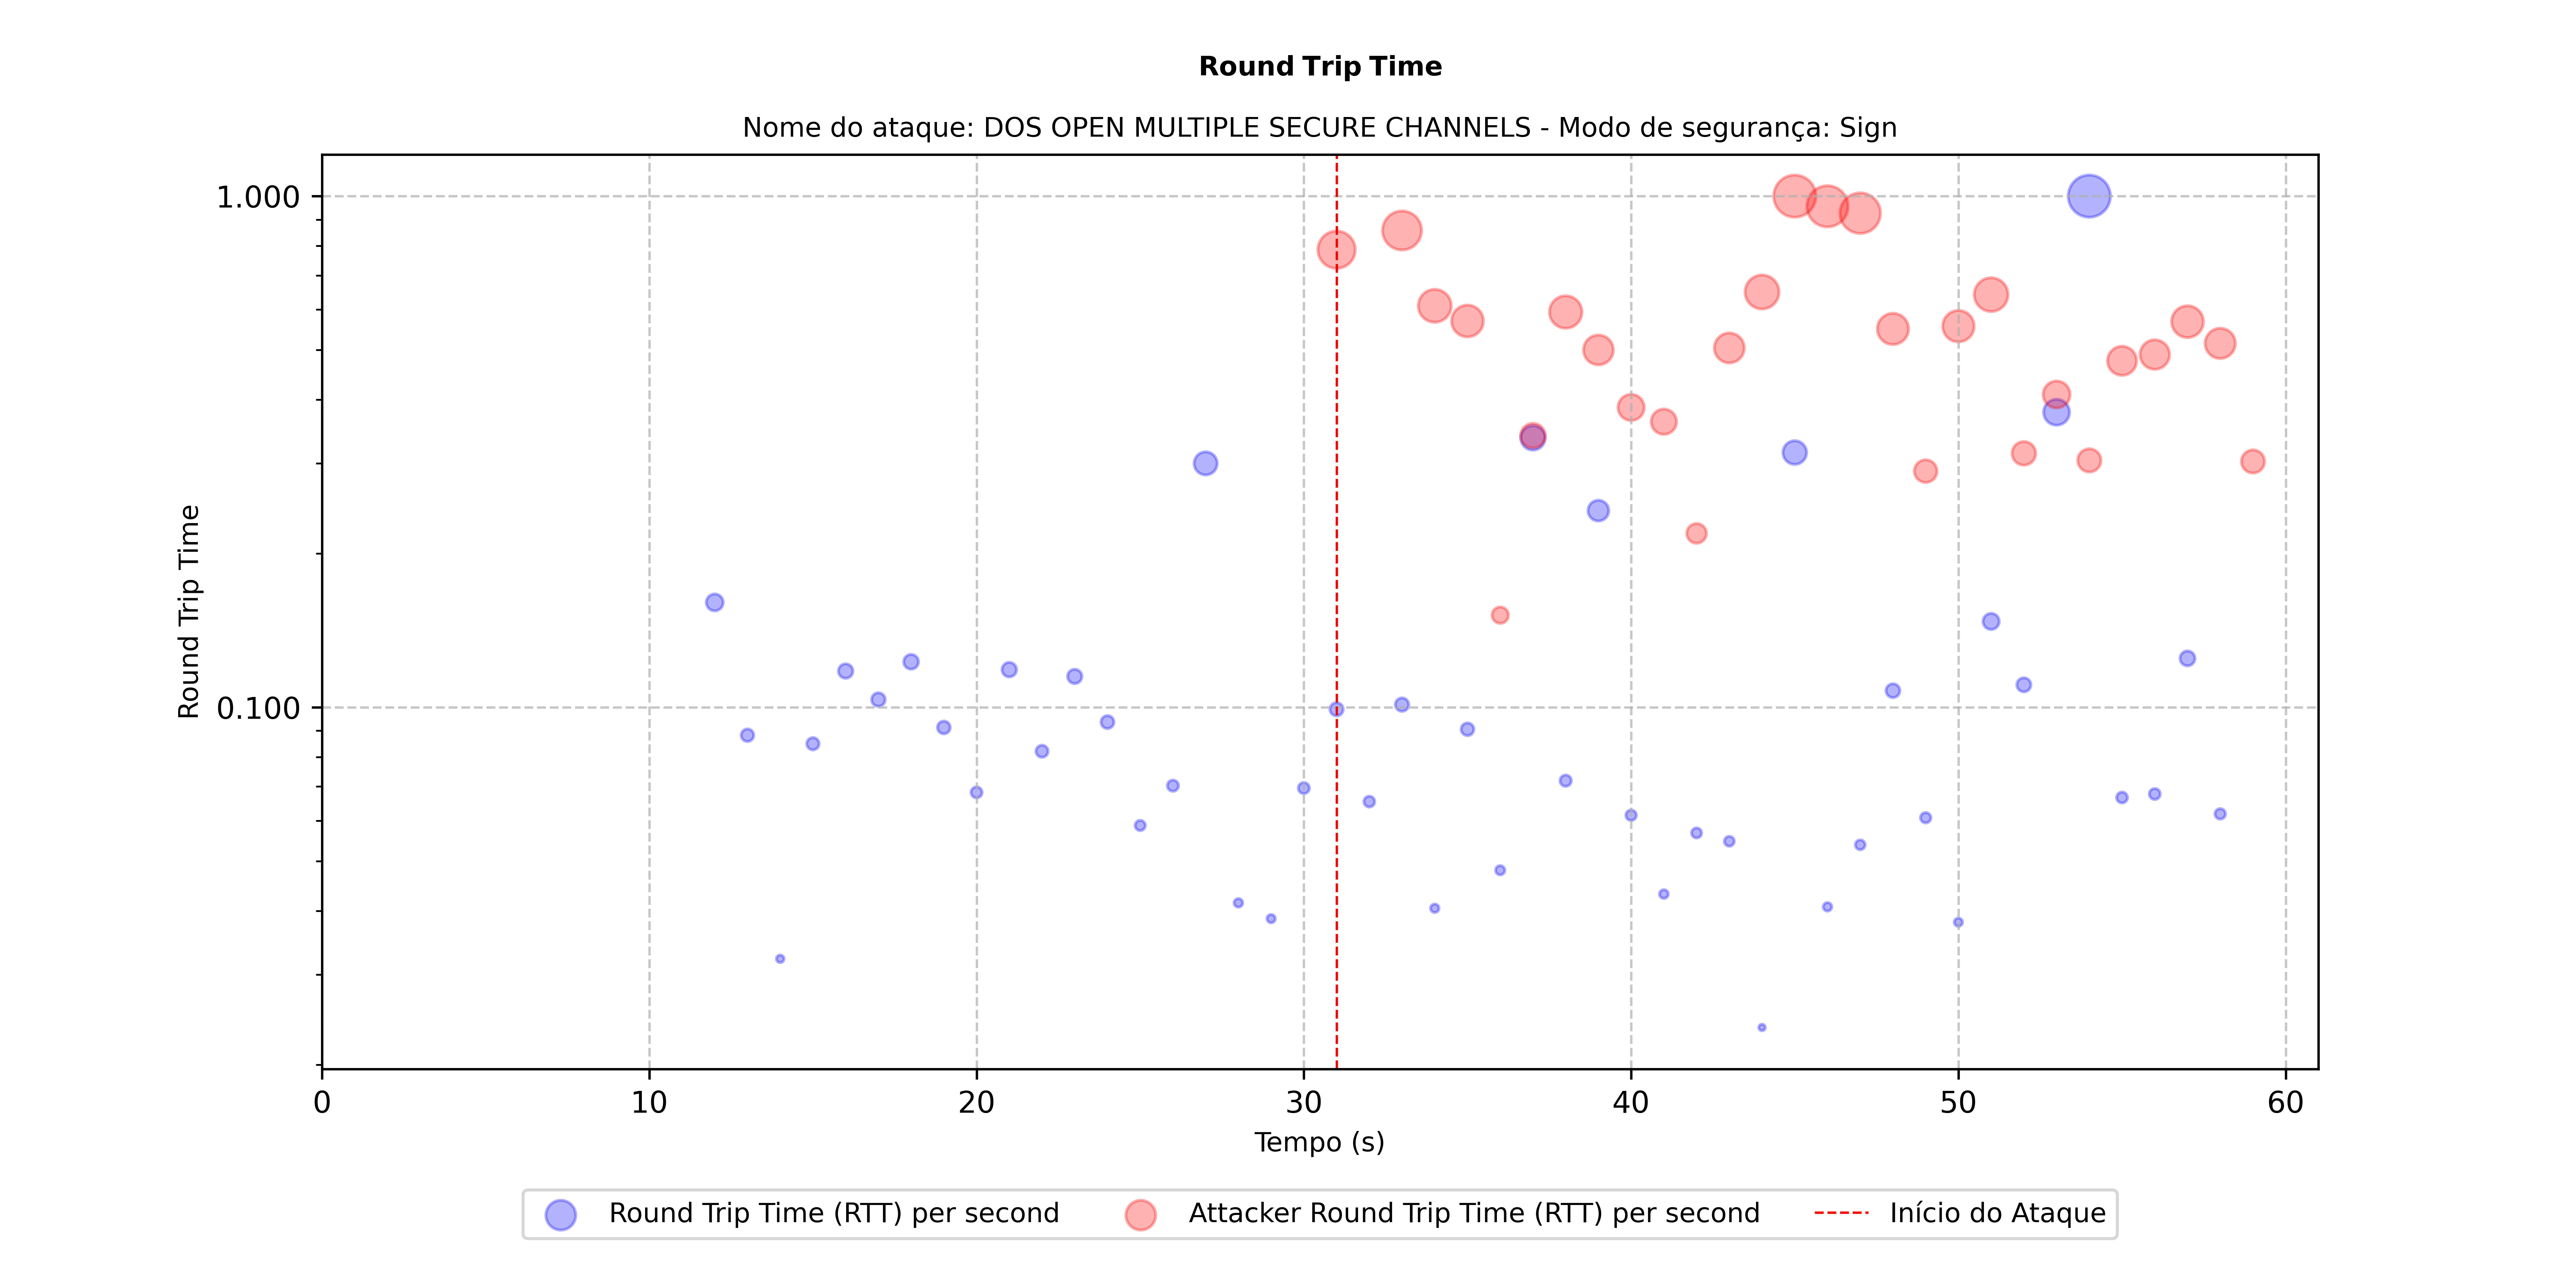 Round Trip Time
Nome do ataque: DOS OPEN MULTIPLE SECURE CHANNELS - Modo de segurança: Sign
Round Trip Time
1.000
0.100
0 10 20 30 40 50 60
Tempo (s)
Round Trip Time (RTT) per second Attacker Round Trip Time (RTT) per second Início do Ataque